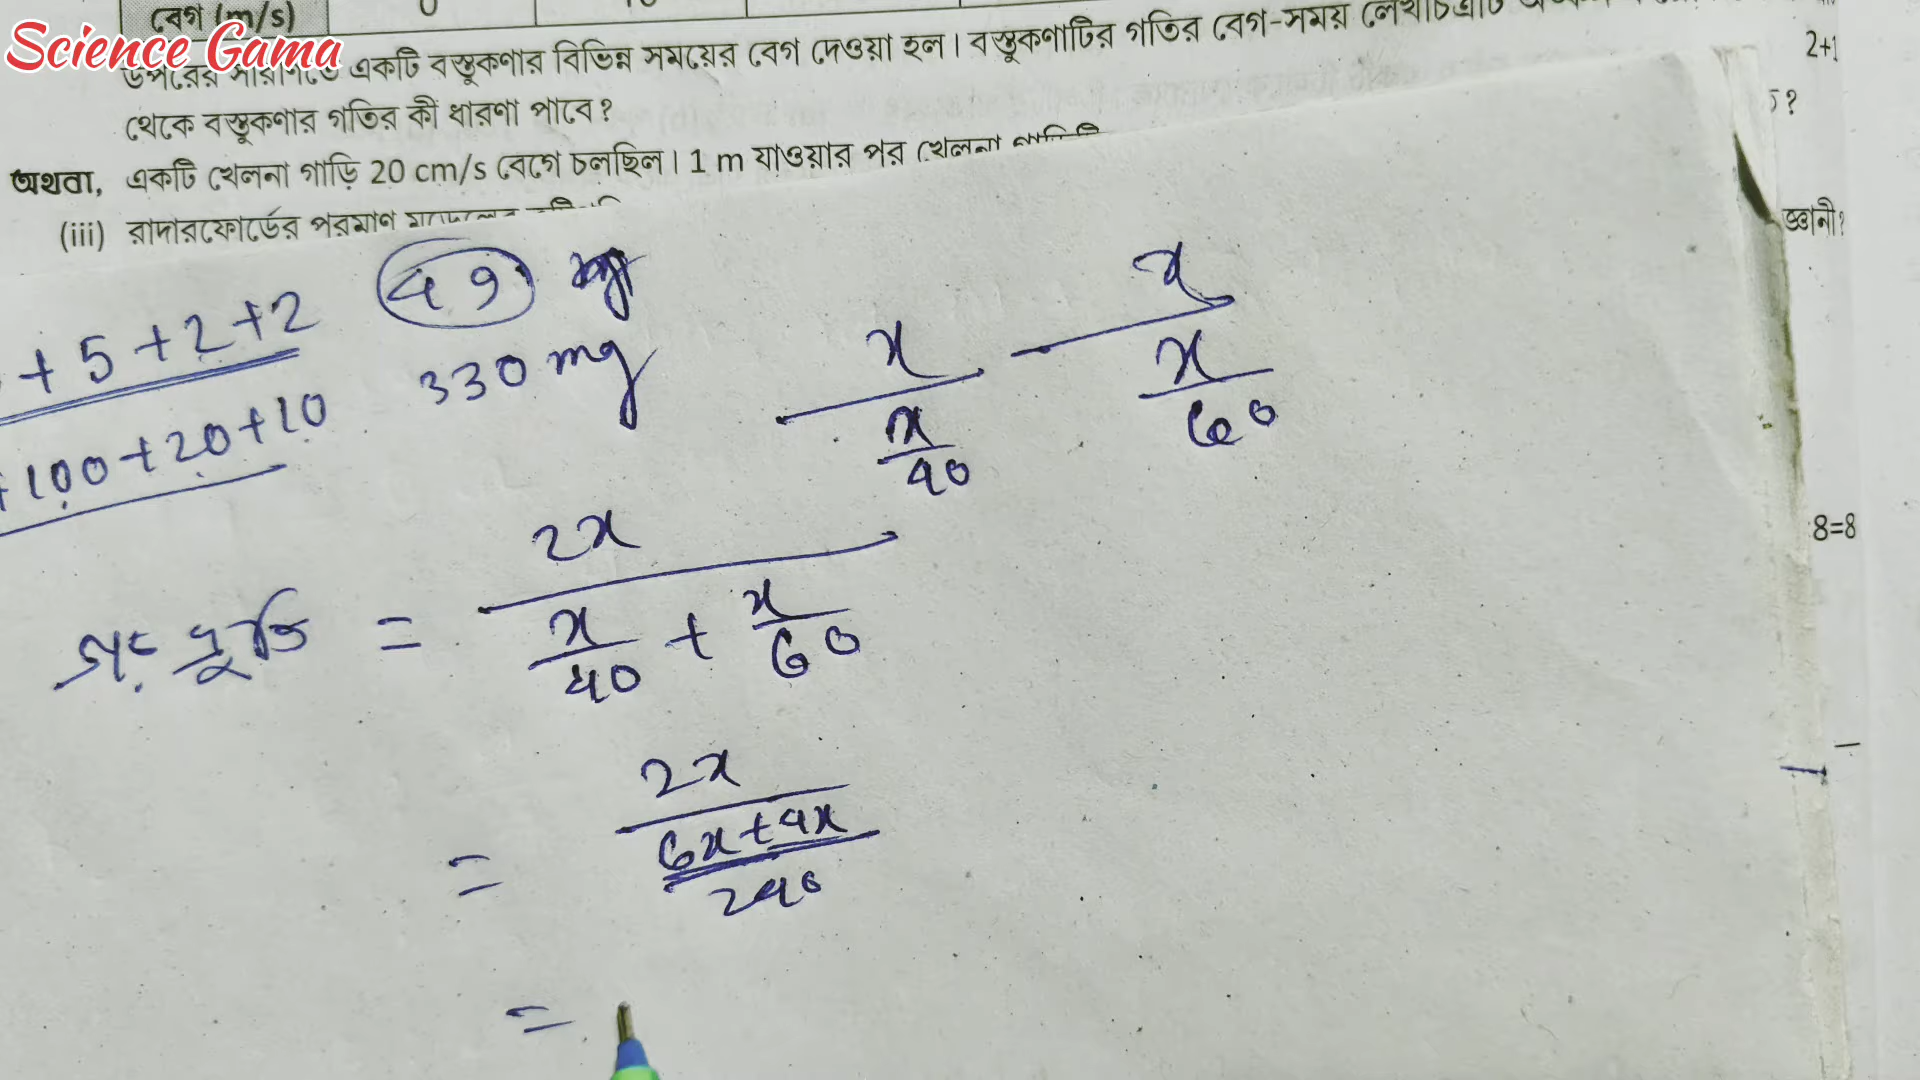 বেগ (m/s) 0
Science Gama
উপরের সারণিতে একটি বস্তুকণার বিভিন্ন সময়ের বেগ দেওয়া হল। বস্তুকণাটির গতির বেগ-সময় লেখচিত্রটি
2+1
থেকে বস্তুকণার গতির কী ধারণা পাবে?
?
অথবা, একটি খেলনা গাড়ি 20 cm/s বেগে চলছিল। 1 m যাওয়ার পর খেলনা গাড়িটি
(iii) রাদারফোর্ডের পরমাণু
+ 5 + 2 + 2 49
330 mg
+ 100 + 20 + 10
x / (x/40) x / (x/60)
8=8
= 2x / (x/40 + x/60)
= 2x / ((6x+4x)/240)
=